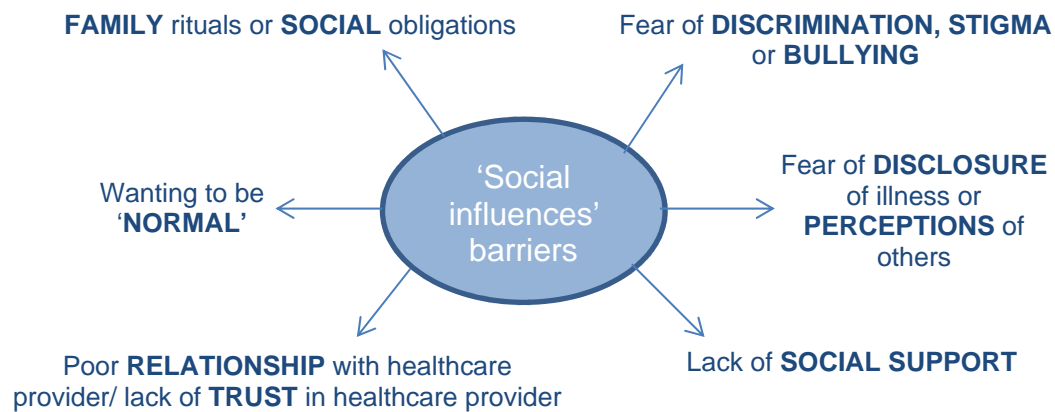 FAMILY rituals or SOCIAL obligations
Fear of DISCRIMINATION, STIGMA
or BULLYING
Wanting to be
‘NORMAL’
‘Social
influences’
barriers
Fear of DISCLOSURE
of illness or
PERCEPTIONS of
others
Poor RELATIONSHIP with healthcare
provider/ lack of TRUST in healthcare provider
Lack of SOCIAL SUPPORT